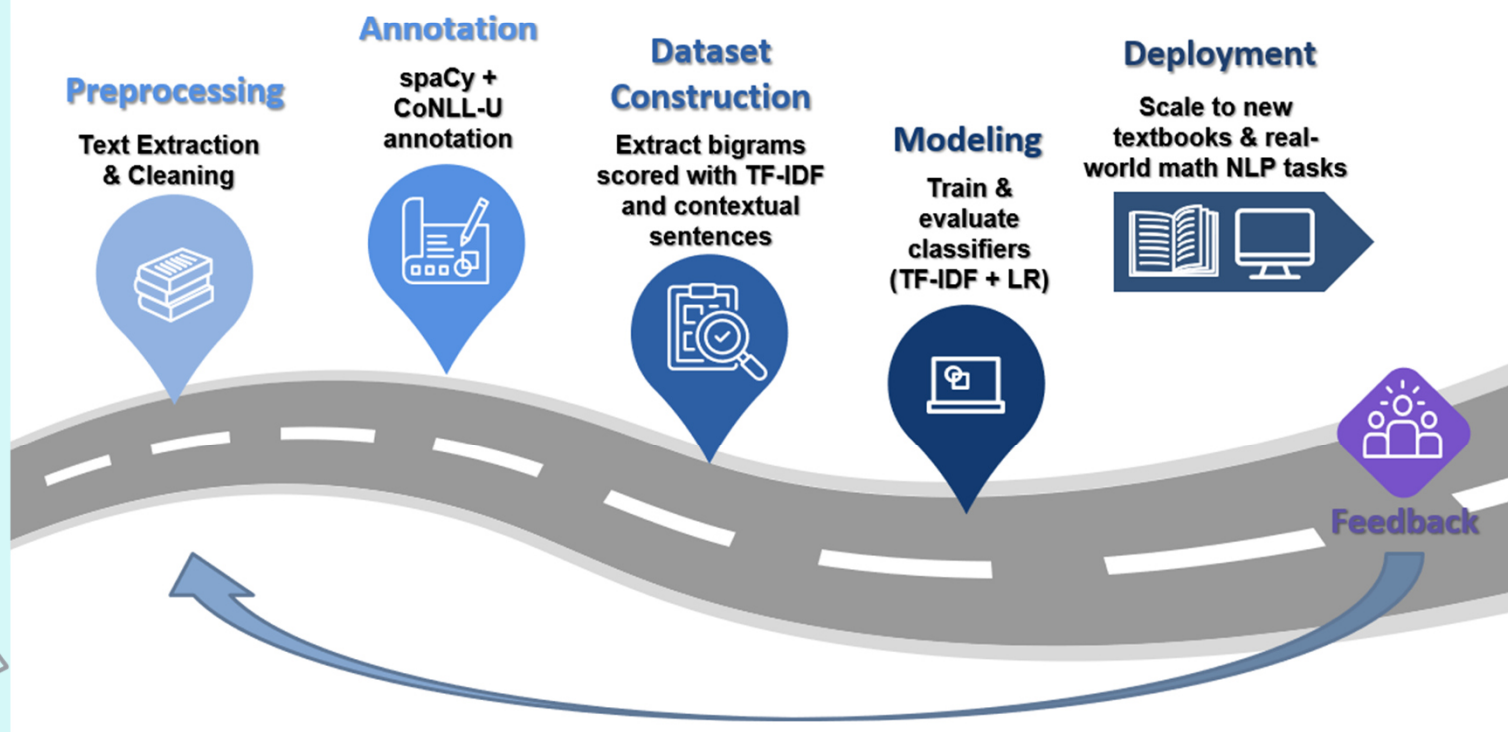 Preprocessing
Text Extraction
& Cleaning
Annotation
spaCy +
CoNLL-U
annotation
Dataset
Construction
Extract bigrams
scored with TF-IDF
and contextual
sentences
Modeling
Train &
evaluate
classifiers
(TF-IDF + LR)
Deployment
Scale to new
textbooks & real-
world math NLP tasks
Feedback